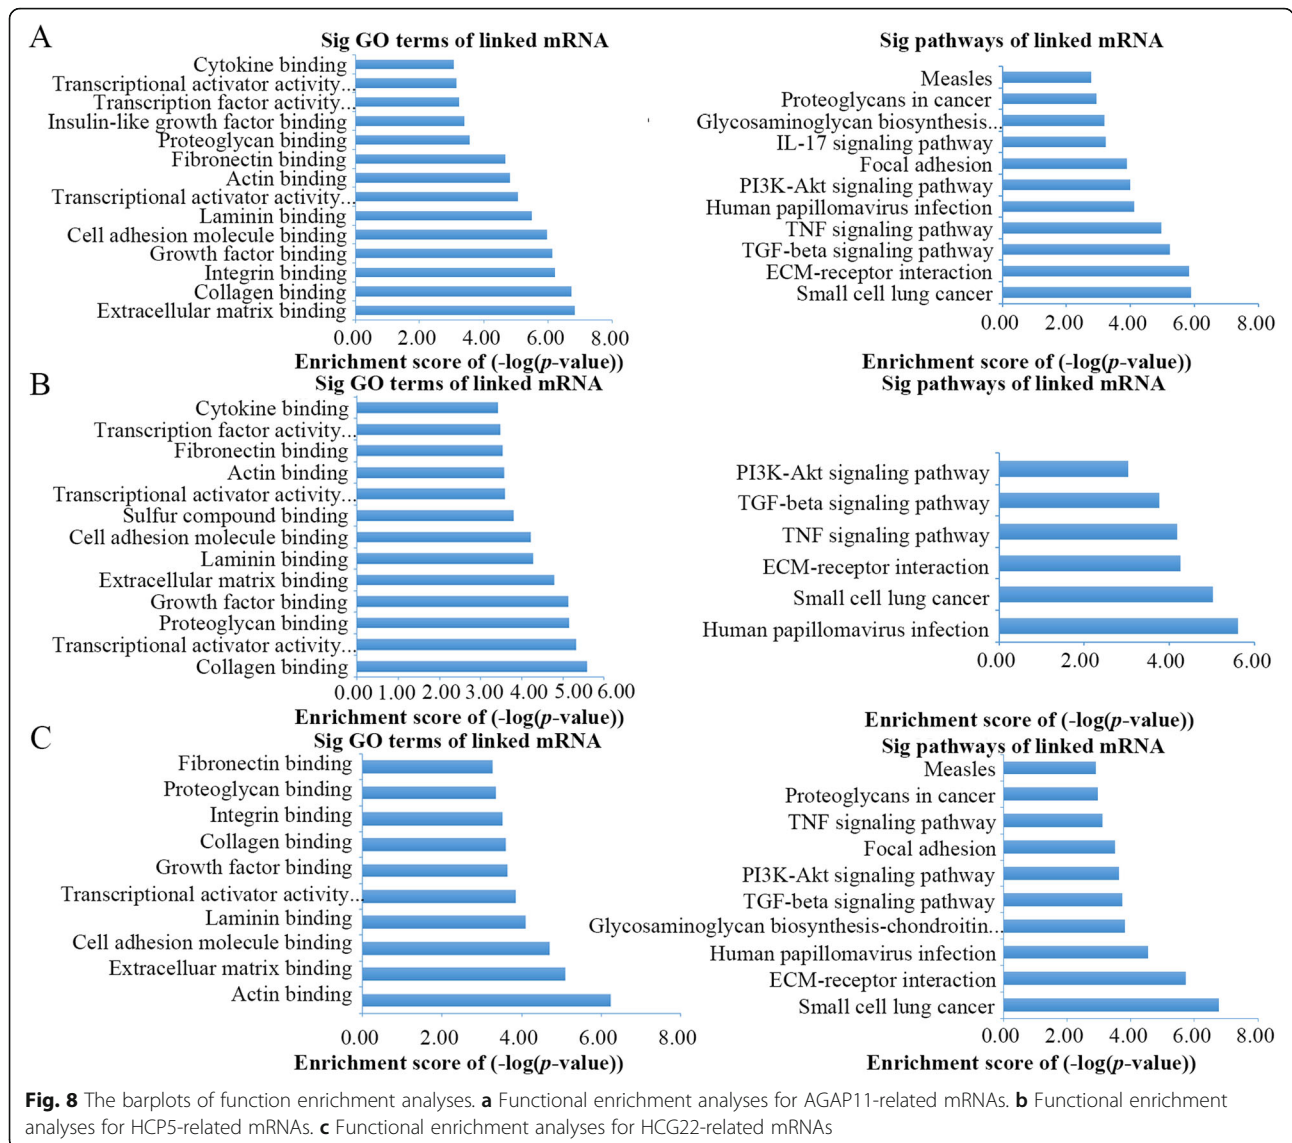 A
Sig GO terms of linked mRNA
Cytokine binding
Transcriptional activator activity...
Transcription factor activity...
Insulin-like growth factor binding
Proteoglycan binding
Fibronectin binding
Actin binding
Transcriptional activator activity...
Laminin binding
Cell adhesion molecule binding
Growth factor binding
Integrin binding
Collagen binding
Extracellular matrix binding
0.00 2.00 4.00 6.00 8.00
Enrichment score of (-log(p-value))
Sig pathways of linked mRNA
Measles
Proteoglycans in cancer
Glycosaminoglycan biosynthesis...
IL-17 signaling pathway
Focal adhesion
PI3K-Akt signaling pathway
Human papillomavirus infection
TNF signaling pathway
TGF-beta signaling pathway
ECM-receptor interaction
Small cell lung cancer
0.00 2.00 4.00 6.00 8.00
Enrichment score of (-log(p-value))
B
Sig GO terms of linked mRNA
Cytokine binding
Transcription factor activity...
Fibronectin binding
Actin binding
Transcriptional activator activity...
Sulfur compound binding
Cell adhesion molecule binding
Laminin binding
Extracellular matrix binding
Growth factor binding
Proteoglycan binding
Transcriptional activator activity...
Collagen binding
0.00 1.00 2.00 3.00 4.00 5.00 6.00
Enrichment score of (-log(p-value))
Sig pathways of linked mRNA
PI3K-Akt signaling pathway
TGF-beta signaling pathway
TNF signaling pathway
ECM-receptor interaction
Small cell lung cancer
Human papillomavirus infection
0.00 2.00 4.00 6.00
Enrichment score of (-log(p-value))
C
Sig GO terms of linked mRNA
Fibronectin binding
Proteoglycan binding
Integrin binding
Collagen binding
Growth factor binding
Transcriptional activator activity...
Laminin binding
Cell adhesion molecule binding
Extracelluar matrix binding
Actin binding
0.00 2.00 4.00 6.00 8.00
Enrichment score of (-log(p-value))
Sig pathways of linked mRNA
Measles
Proteoglycans in cancer
TNF signaling pathway
Focal adhesion
PI3K-Akt signaling pathway
TGF-beta signaling pathway
Glycosaminoglycan biosynthesis-chondroitin...
Human papillomavirus infection
ECM-receptor interaction
Small cell lung cancer
0.00 2.00 4.00 6.00 8.00
Enrichment score of (-log(p-value))
Fig. 8 The barplots of function enrichment analyses. a Functional enrichment analyses for AGAP11-related mRNAs. b Functional enrichment
analyses for HCP5-related mRNAs. c Functional enrichment analyses for HCG22-related mRNAs